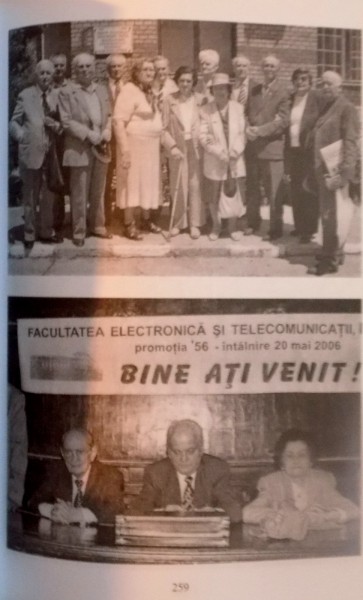 FACULTATEA ELECTRONICĂ ȘI TELECOMUNICAȚII,
promoția '56 - întâlnire 20 mai 2006
BINE AȚI VENIT!
259